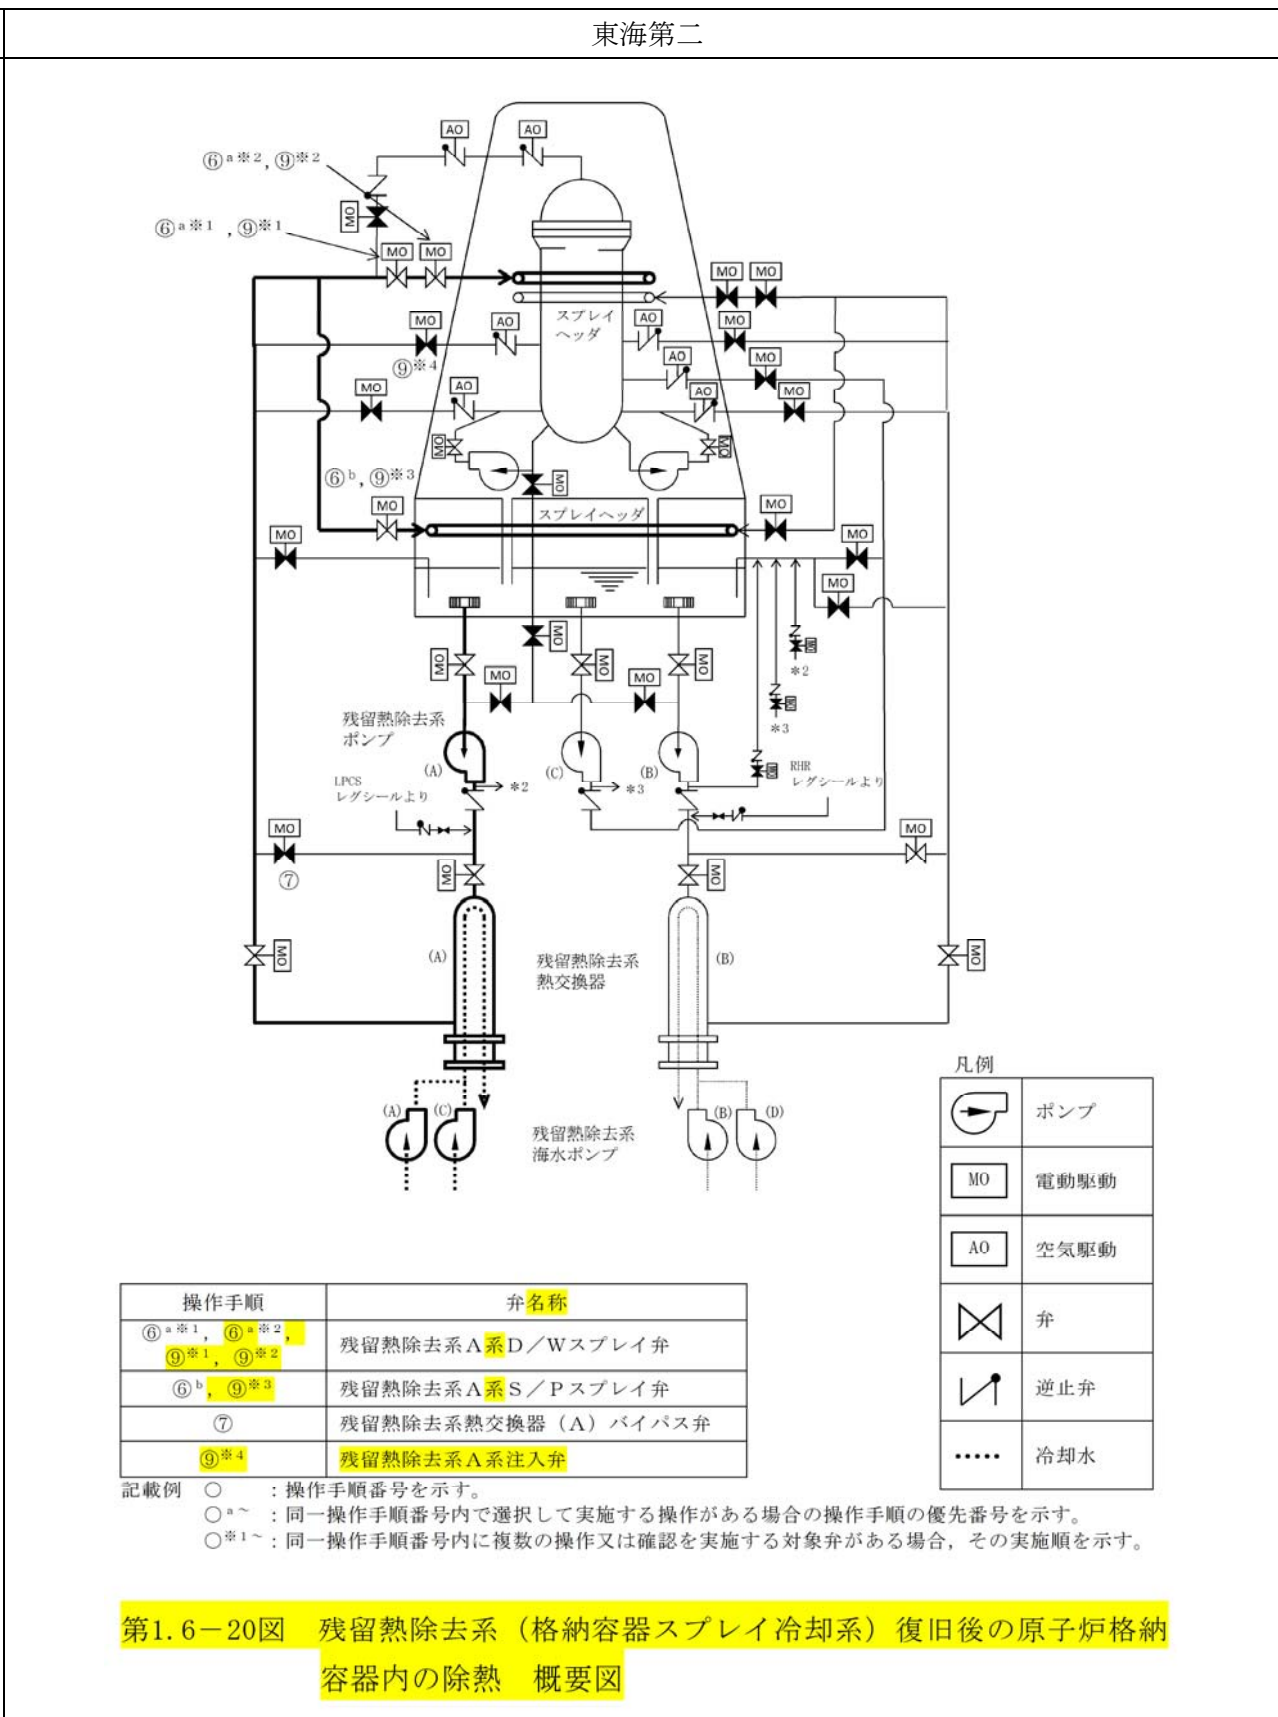 東海第二
AO
AO
⑥a※2, ⑨※2
MO
⑥a※1 , ⑨※1
MO
MO
MO
MO
スプレイ
ヘッダ
MO
AO
AO
MO
⑨※4
AO
MO
MO
AO
AO
MO
MO
MO
⑥b, ⑨※3
MO
MO
スプレイヘッダ
MO
MO
MO
MO
MO
MO
＊2
MO
MO
MO
MO
MO
＊3
残留熱除去系
ポンプ
(A)
(C)
(B)
RHR
レグシールより
LPCS
レグシールより
＊2
＊3
MO
MO
⑦
MO
MO
MO
(A)
残留熱除去系
熱交換器
(B)
MO
(A)
(C)
残留熱除去系
海水ポンプ
(B)
(D)
凡例
ポンプ
MO 電動駆動
AO 空気駆動
弁
逆止弁
冷却水
操作手順 弁名称
⑥a※1, ⑥a※2,
⑨※1, ⑨※2 残留熱除去系A系D／Wスプレイ弁
⑥b, ⑨※3 残留熱除去系A系S／Pスプレイ弁
⑦ 残留熱除去系熱交換器（A）バイパス弁
⑨※4 残留熱除去系A系注入弁
記載例 ○ ：操作手順番号を示す。
○a～ ：同一操作手順番号内で選択して実施する操作がある場合の操作手順の優先番号を示す。
○※1～：同一操作手順番号内に複数の操作又は確認を実施する対象弁がある場合，その実施順を示す。
第1.6－20図 残留熱除去系（格納容器スプレイ冷却系）復旧後の原子炉格納
容器内の除熱 概要図